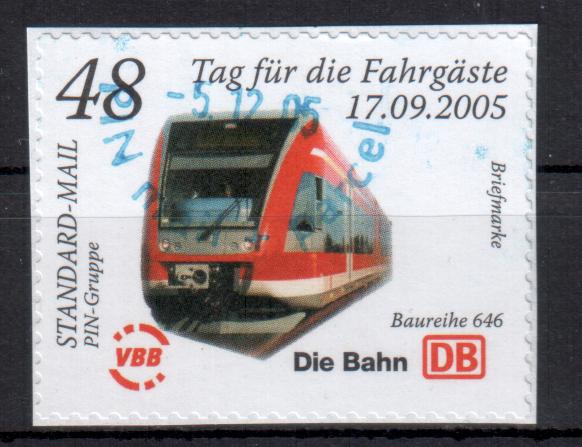 48
Tag für die Fahrgäste
17.09.2005
-5.12.05
STANDARD-MAIL
PIN-Gruppe
Briefmarke
Baureihe 646
VBB
Die Bahn DB